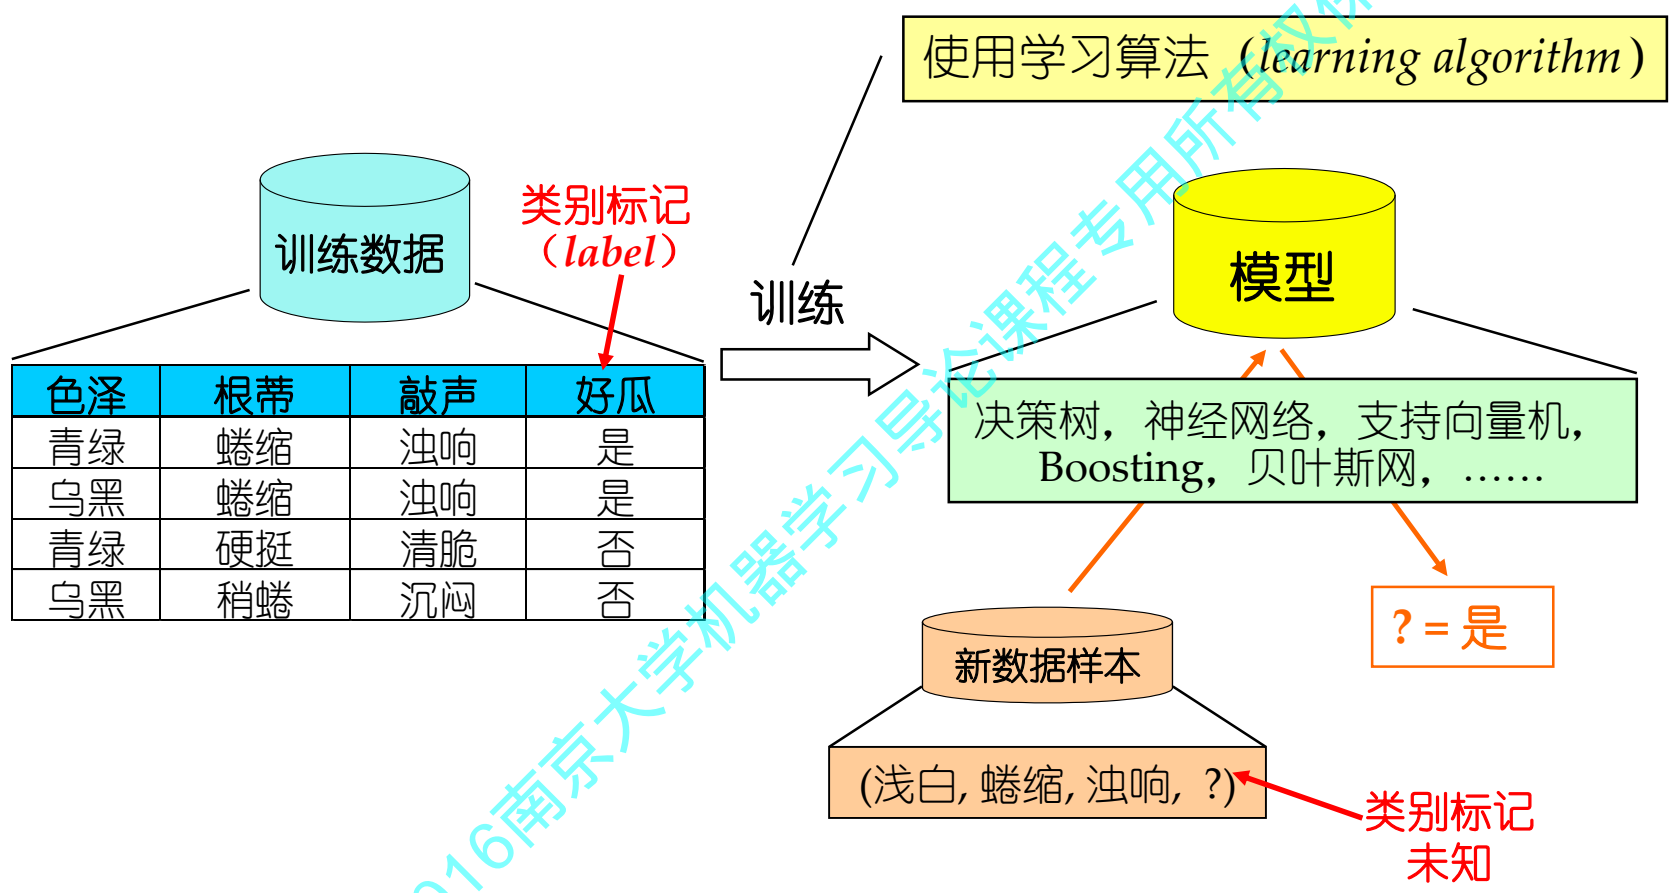 使用学习算法（learning algorithm）
训练数据
类别标记
（label）
训练
模型
色泽 根蒂 敲声 好瓜
青绿 蜷缩 浊响 是
乌黑 蜷缩 浊响 是
青绿 硬挺 清脆 否
乌黑 稍蜷 沉闷 否
决策树，神经网络，支持向量机，
Boosting，贝叶斯网，……
? = 是
新数据样本
(浅白, 蜷缩, 浊响, ?)
类别标记
未知
016南京大学机器学习导论课程专用所有权保